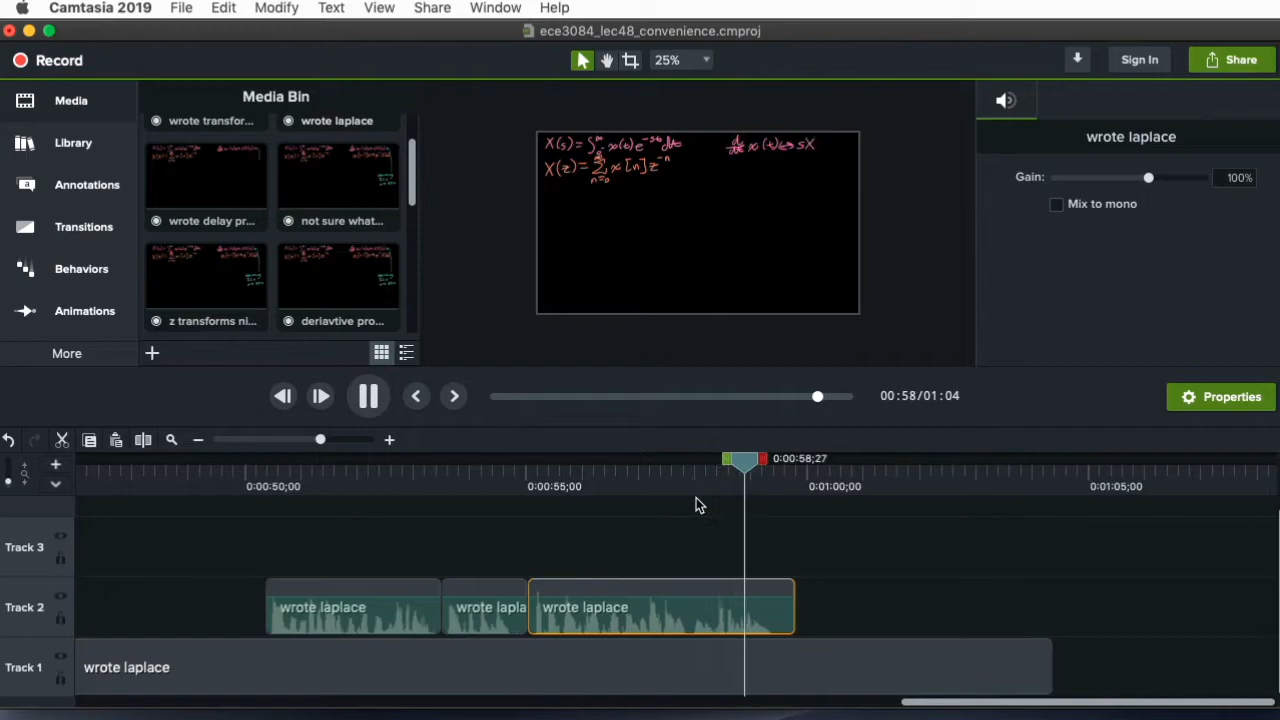 Camtasia 2019 File Edit Modify Text View Share Window Help
ece3084_lec48_convenience.cmproj
Record 25% Sign In Share
Media
Library
Annotations
Transitions
Behaviors
Animations
More
Media Bin
wrote transfor... wrote laplace
wrote delay pr... not sure what...
z transforms ni... deriavtive pro...
wrote laplace
Gain: 100%
Mix to mono
00:58/01:04
Properties
0:00:58;27
0:00:50;00 0:00:55;00 0:01:00;00 0:01:05;00
Track 3
Track 2 wrote laplace wrote lapla wrote laplace
Track 1 wrote laplace
X(z) = Σ n=0 x[n] z^-n